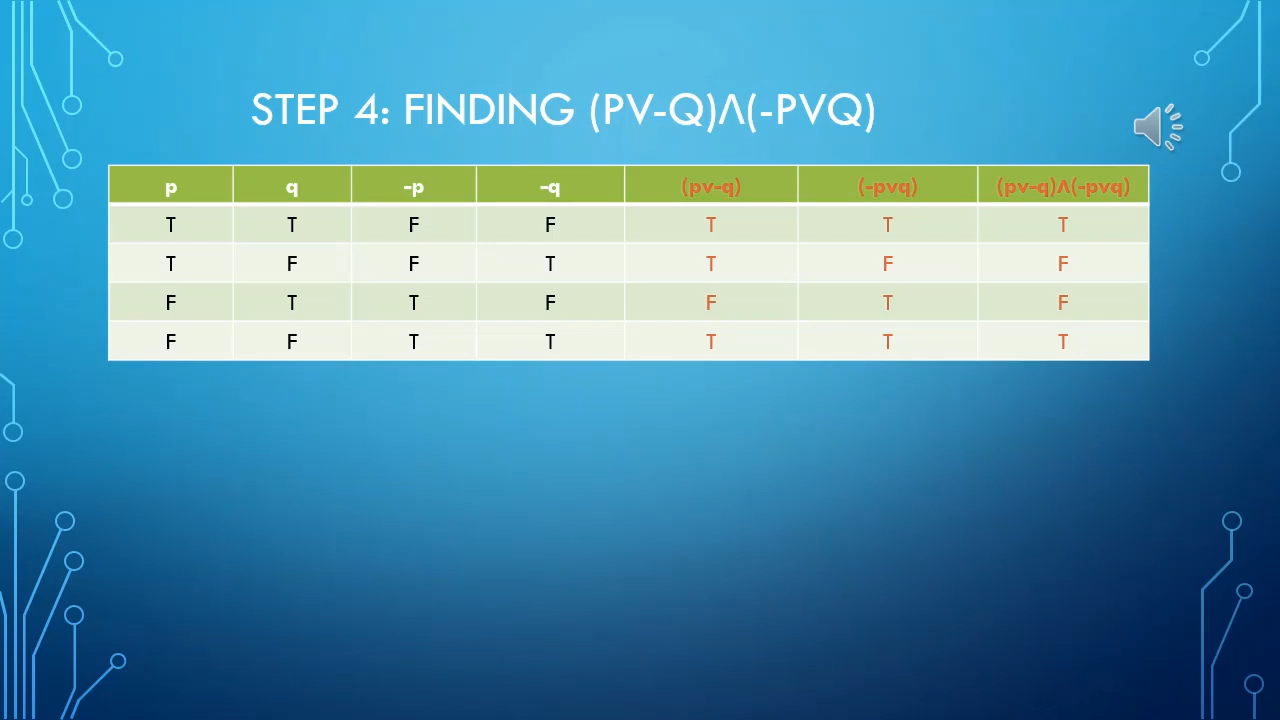 STEP 4: FINDING (PV-Q)Λ(-PVQ)
p q -p -q (pv-q) (-pvq) (pv-q)Λ(-pvq)
T T F F T T T
T F F T T F F
F T T F F T F
F F T T T T T